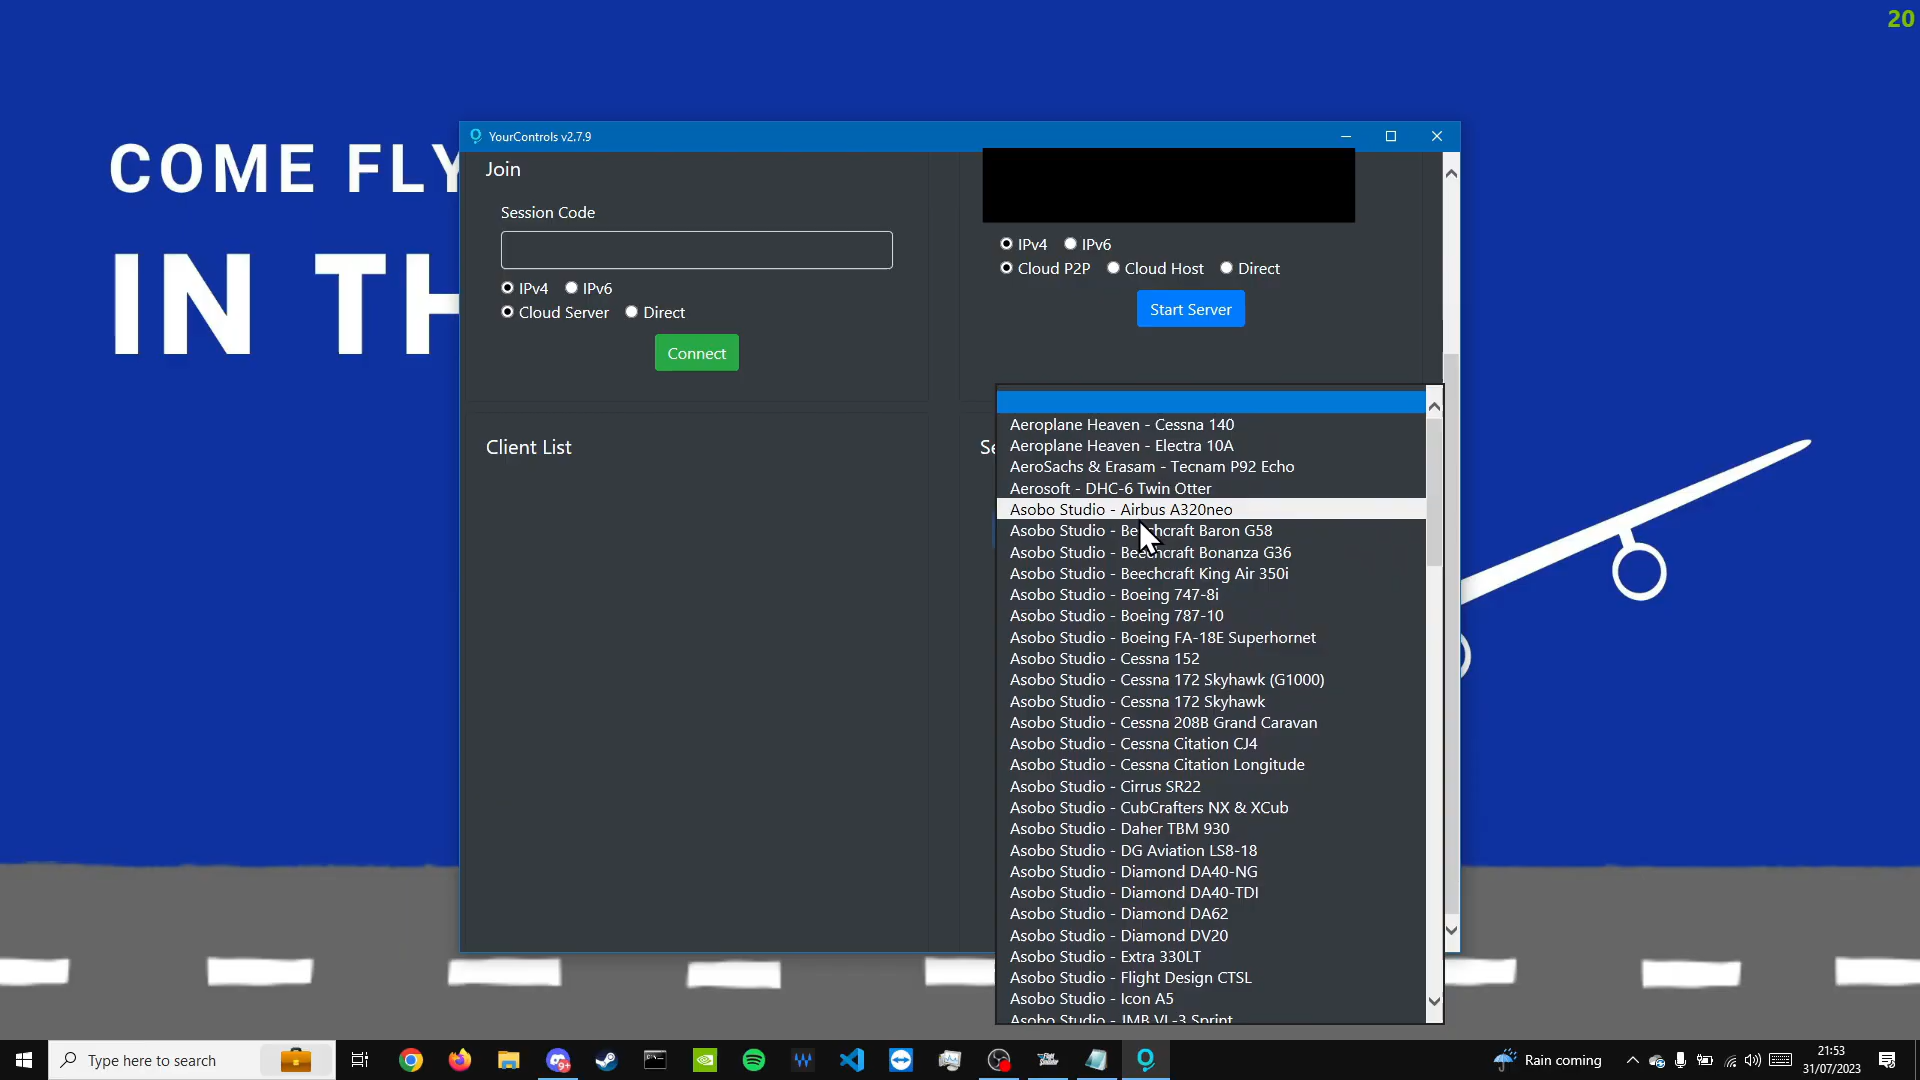 20
COME FLY
IN TH
YourControls v2.7.9
Join
Session Code
IPv4 IPv6
Cloud Server Direct
Connect
IPv4 IPv6
Cloud P2P Cloud Host Direct
Start Server
Client List
Se
Aeroplane Heaven - Cessna 140
Aeroplane Heaven - Electra 10A
AeroSachs & Erasam - Tecnam P92 Echo
Aerosoft - DHC-6 Twin Otter
Asobo Studio - Airbus A320neo
Asobo Studio - Beechcraft Baron G58
Asobo Studio - Beechcraft Bonanza G36
Asobo Studio - Beechcraft King Air 350i
Asobo Studio - Boeing 747-8i
Asobo Studio - Boeing 787-10
Asobo Studio - Boeing FA-18E Superhornet
Asobo Studio - Cessna 152
Asobo Studio - Cessna 172 Skyhawk (G1000)
Asobo Studio - Cessna 172 Skyhawk
Asobo Studio - Cessna 208B Grand Caravan
Asobo Studio - Cessna Citation CJ4
Asobo Studio - Cessna Citation Longitude
Asobo Studio - Cirrus SR22
Asobo Studio - CubCrafters NX & XCub
Asobo Studio - Daher TBM 930
Asobo Studio - DG Aviation LS8-18
Asobo Studio - Diamond DA40-NG
Asobo Studio - Diamond DA40-TDI
Asobo Studio - Diamond DA62
Asobo Studio - Diamond DV20
Asobo Studio - Extra 330LT
Asobo Studio - Flight Design CTSL
Asobo Studio - Icon A5
Asobo Studio - JMB VL-3 Sprint
Type here to search
9+
Rain coming
21:53
31/07/2023